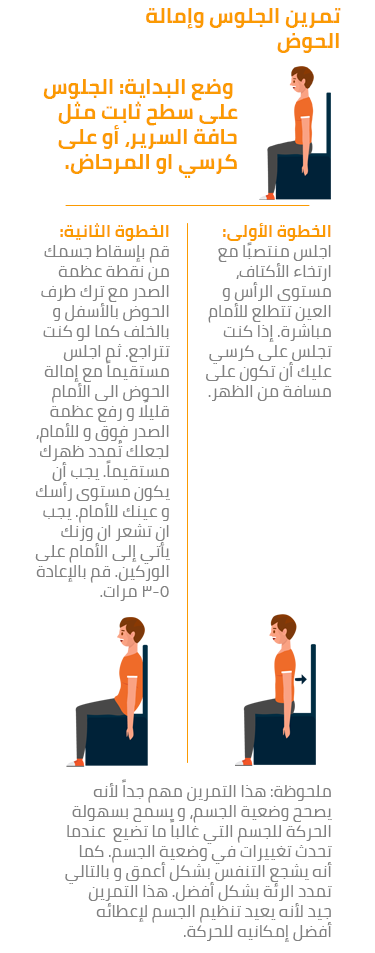 تمرين الجلوس وإمالة
الحوض
وضع البداية: الجلوس
على سطح ثابت مثل
حافة السرير، أو على
كرسي او المرحاض.
الخطوة الأولى:
اجلس منتصبًا مع
ارتخاء الأكتاف،
مستوى الرأس و
العين تتطلع للأمام
مباشرة. إذا كنت
تجلس على كرسي
عليك أن تكون على
مسافة من الظهر.
الخطوة الثانية:
قم بإسقاط جسمك
من نقطة عظمة
الصدر مع ترك طرف
الحوض بالأسفل و
بالخلف كما لو كنت
تتراجع. ثم اجلس
مستقيماً مع إمالة
الحوض الى الأمام
قليلًا و رفع عظمة
الصدر فوق و للأمام،
لجعلك تُمدد ظهرك
مستقيماً. يجب أن
يكون مستوى رأسك
و عينك للأمام. يجب
ان تشعر ان وزنك
يأتي إلى الأمام على
الوركين. قم بالإعادة
٥-٣ مرات.
ملحوظة: هذا التمرين مهم جداً لأنه
يصحح وضعية الجسم، و يسمح بسهولة
الحركة للجسم التي غالباً ما تضيع عندما
تحدث تغييرات في وضعية الجسم. كما
أنه يشجع التنفس بشكل أعمق و بالتالي
تمدد الرئة بشكل أفضل. هذا التمرين
جيد لأنه يعيد تنظيم الجسم لإعطائه
أفضل إمكانيه للحركة.